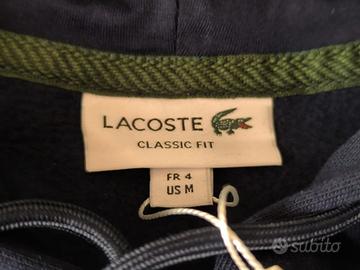 LACOSTE
CLASSIC FIT
FR 4
US M
subito